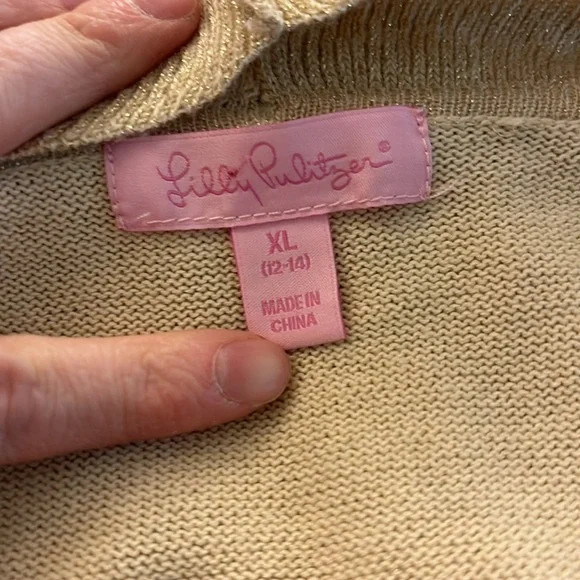 Lilly Pulitzer®
XL
(12-14)
MADE IN
CHINA